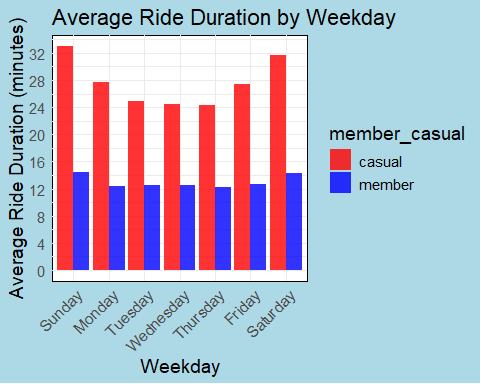 Average Ride Duration by Weekday
Average Ride Duration (minutes)
32
28
24
20
16
12
8
4
0
Sunday
Monday
Tuesday
Wednesday
Thursday
Friday
Saturday
Weekday
member_casual
casual
member